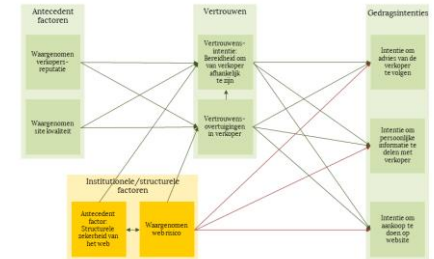 Antecedent
factoren
Vertrouwen
Gedragsintenties
Waargenomen
verkopers-
reputatie
Waargenomen
site kwaliteit
Vertrouwens-
intentie:
Bereidheid om
van verkoper
afhankelijk
te zijn
Vertrouwens-
overtuigingen
in verkoper
Intentie om
advies van de
verkoper
te volgen
Intentie om
persoonlijke
informatie te
delen met
verkoper
Intentie om
aankoop te
doen op
website
Institutionele/structurele
factoren
Antecedent
factor:
Structurele
zekerheid van
het web
Waargenomen
web risico